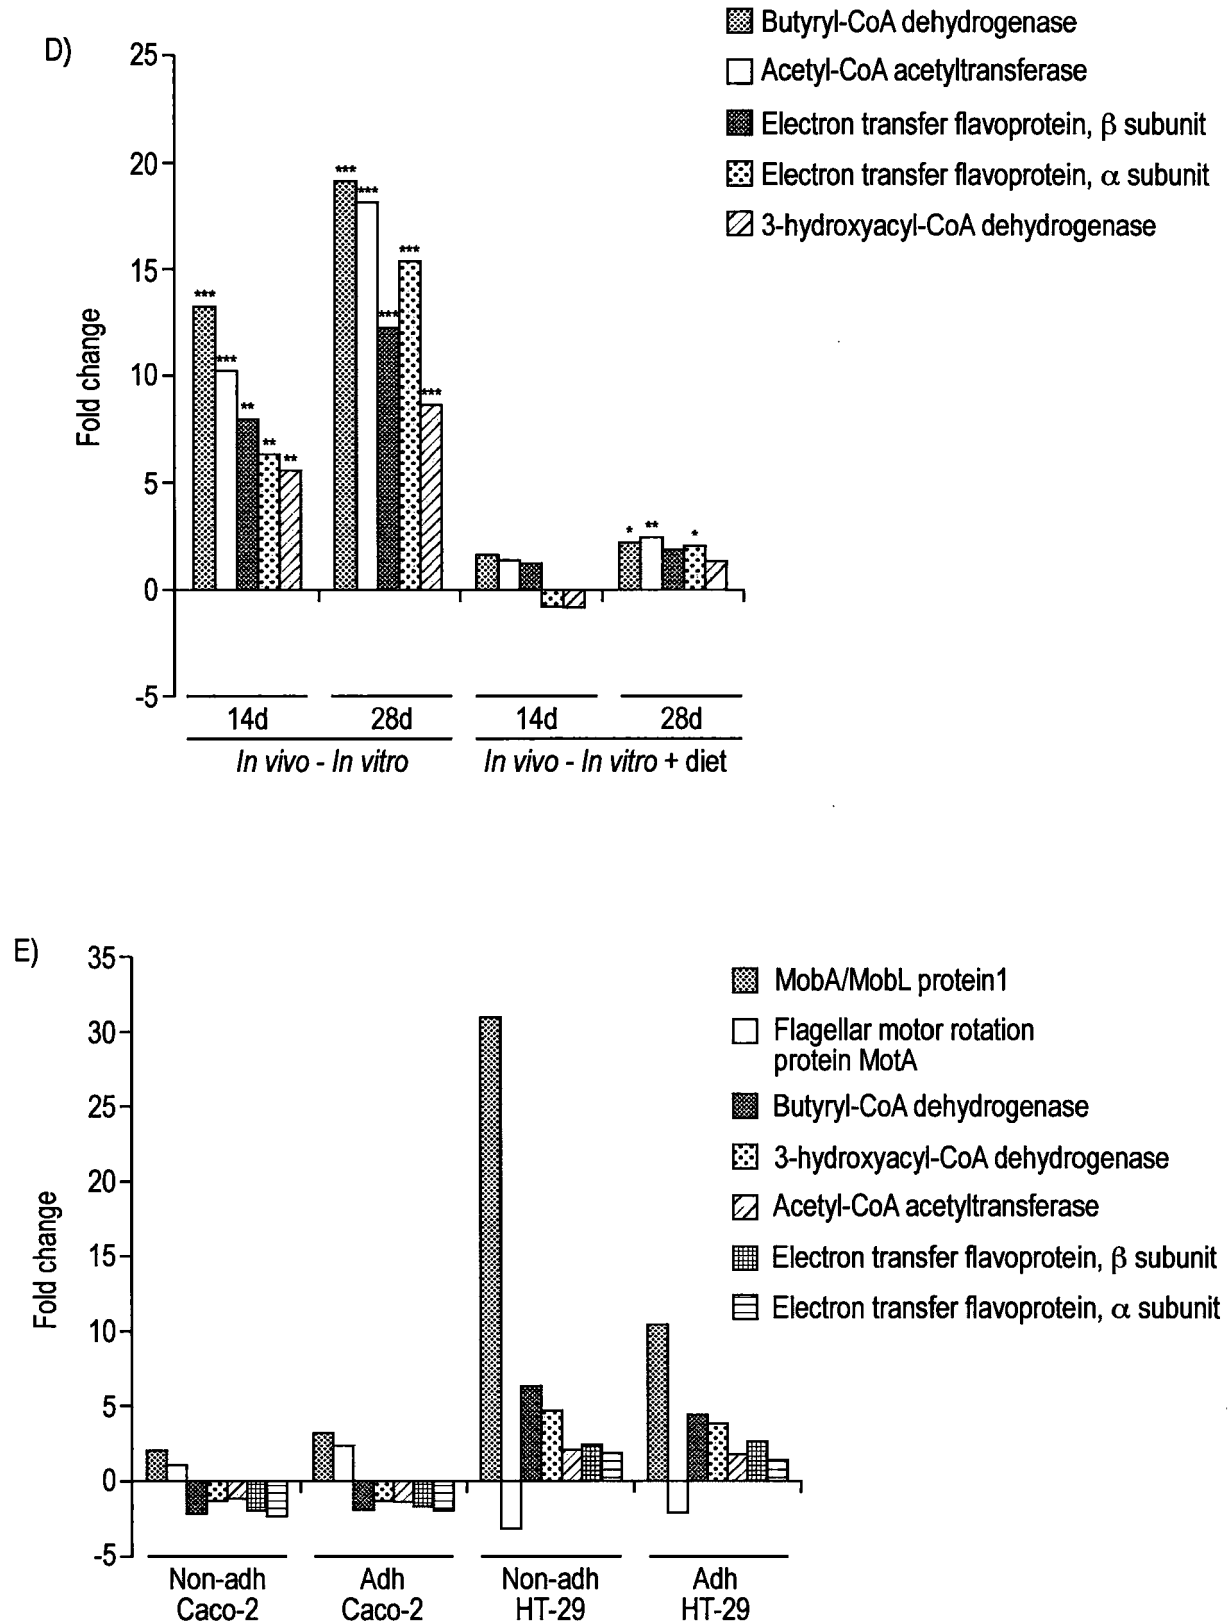 D)
Butyryl-CoA dehydrogenase
Acetyl-CoA acetyltransferase
Electron transfer flavoprotein, β subunit
Electron transfer flavoprotein, α subunit
3-hydroxyacyl-CoA dehydrogenase
Fold change
25
20
15
10
5
0
-5
*** *** ** ** **
*** *** *** *** ***
* ** *
14d 28d 14d 28d
In vivo - In vitro In vivo - In vitro + diet
E)
MobA/MobL protein1
Flagellar motor rotation
protein MotA
Butyryl-CoA dehydrogenase
3-hydroxyacyl-CoA dehydrogenase
Acetyl-CoA acetyltransferase
Electron transfer flavoprotein, β subunit
Electron transfer flavoprotein, α subunit
Fold change
35
30
25
20
15
10
5
0
-5
Non-adh Adh Non-adh Adh
Caco-2 Caco-2 HT-29 HT-29